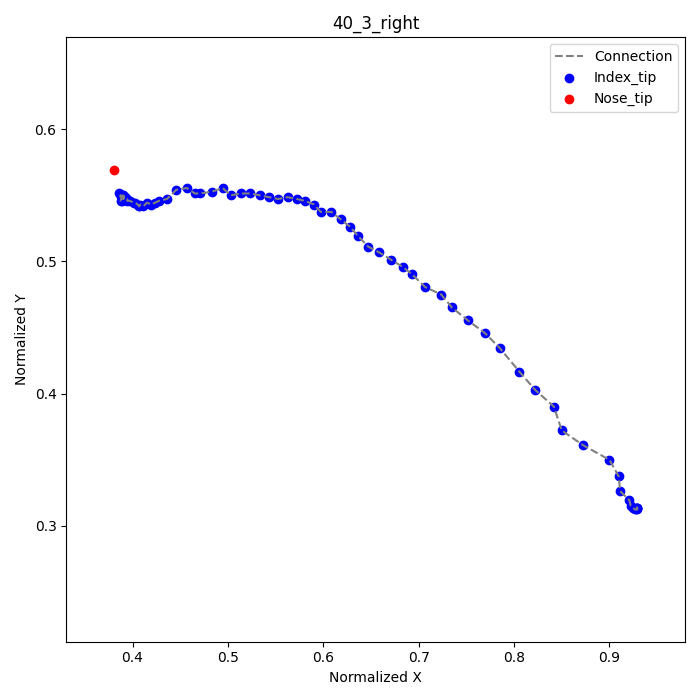 40_3_right
Connection
Index_tip
Nose_tip
Normalized Y
0.6
0.5
0.4
0.3
0.4 0.5 0.6 0.7 0.8 0.9
Normalized X